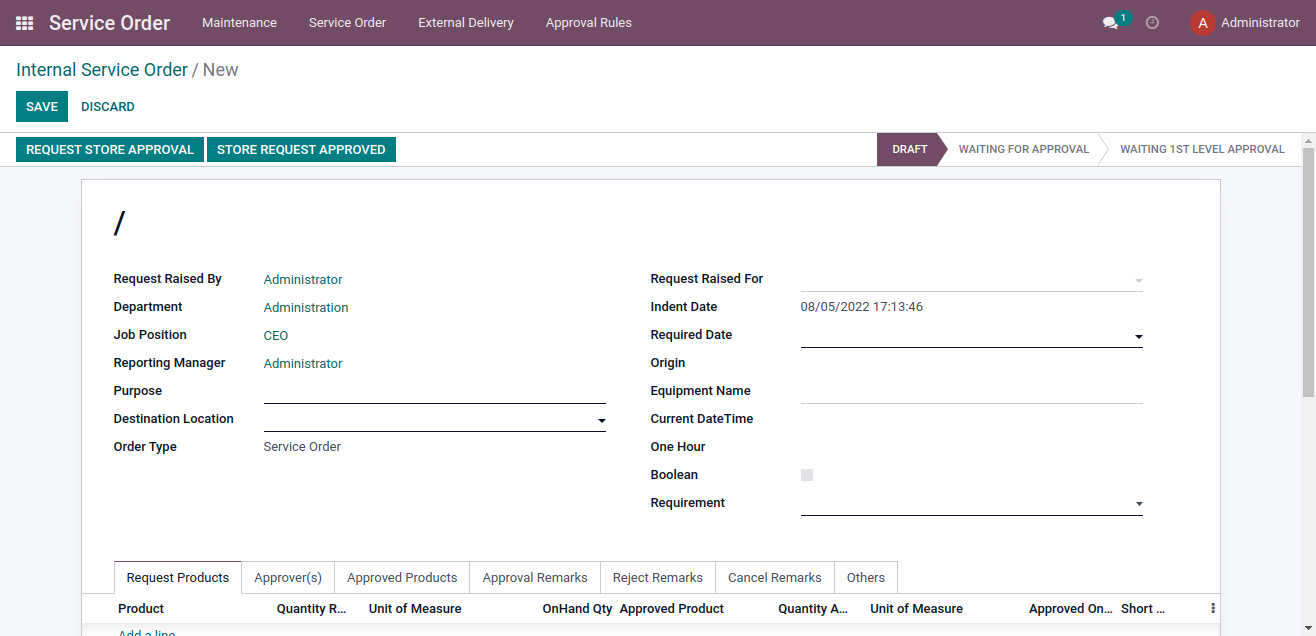 Service Order Maintenance Service Order External Delivery Approval Rules 1 A Administrator
Internal Service Order / New
SAVE DISCARD
REQUEST STORE APPROVAL STORE REQUEST APPROVED DRAFT WAITING FOR APPROVAL WAITING 1ST LEVEL APPROVAL
/
Request Raised By Administrator Request Raised For
Department Administration Indent Date 08/05/2022 17:13:46
Job Position CEO Required Date
Reporting Manager Administrator Origin
Purpose Equipment Name
Destination Location Current DateTime
Order Type Service Order One Hour
Boolean
Requirement
Request Products Approver(s) Approved Products Approval Remarks Reject Remarks Cancel Remarks Others
Product Quantity R... Unit of Measure OnHand Qty Approved Product Quantity A... Unit of Measure Approved On... Short ...
Add a line